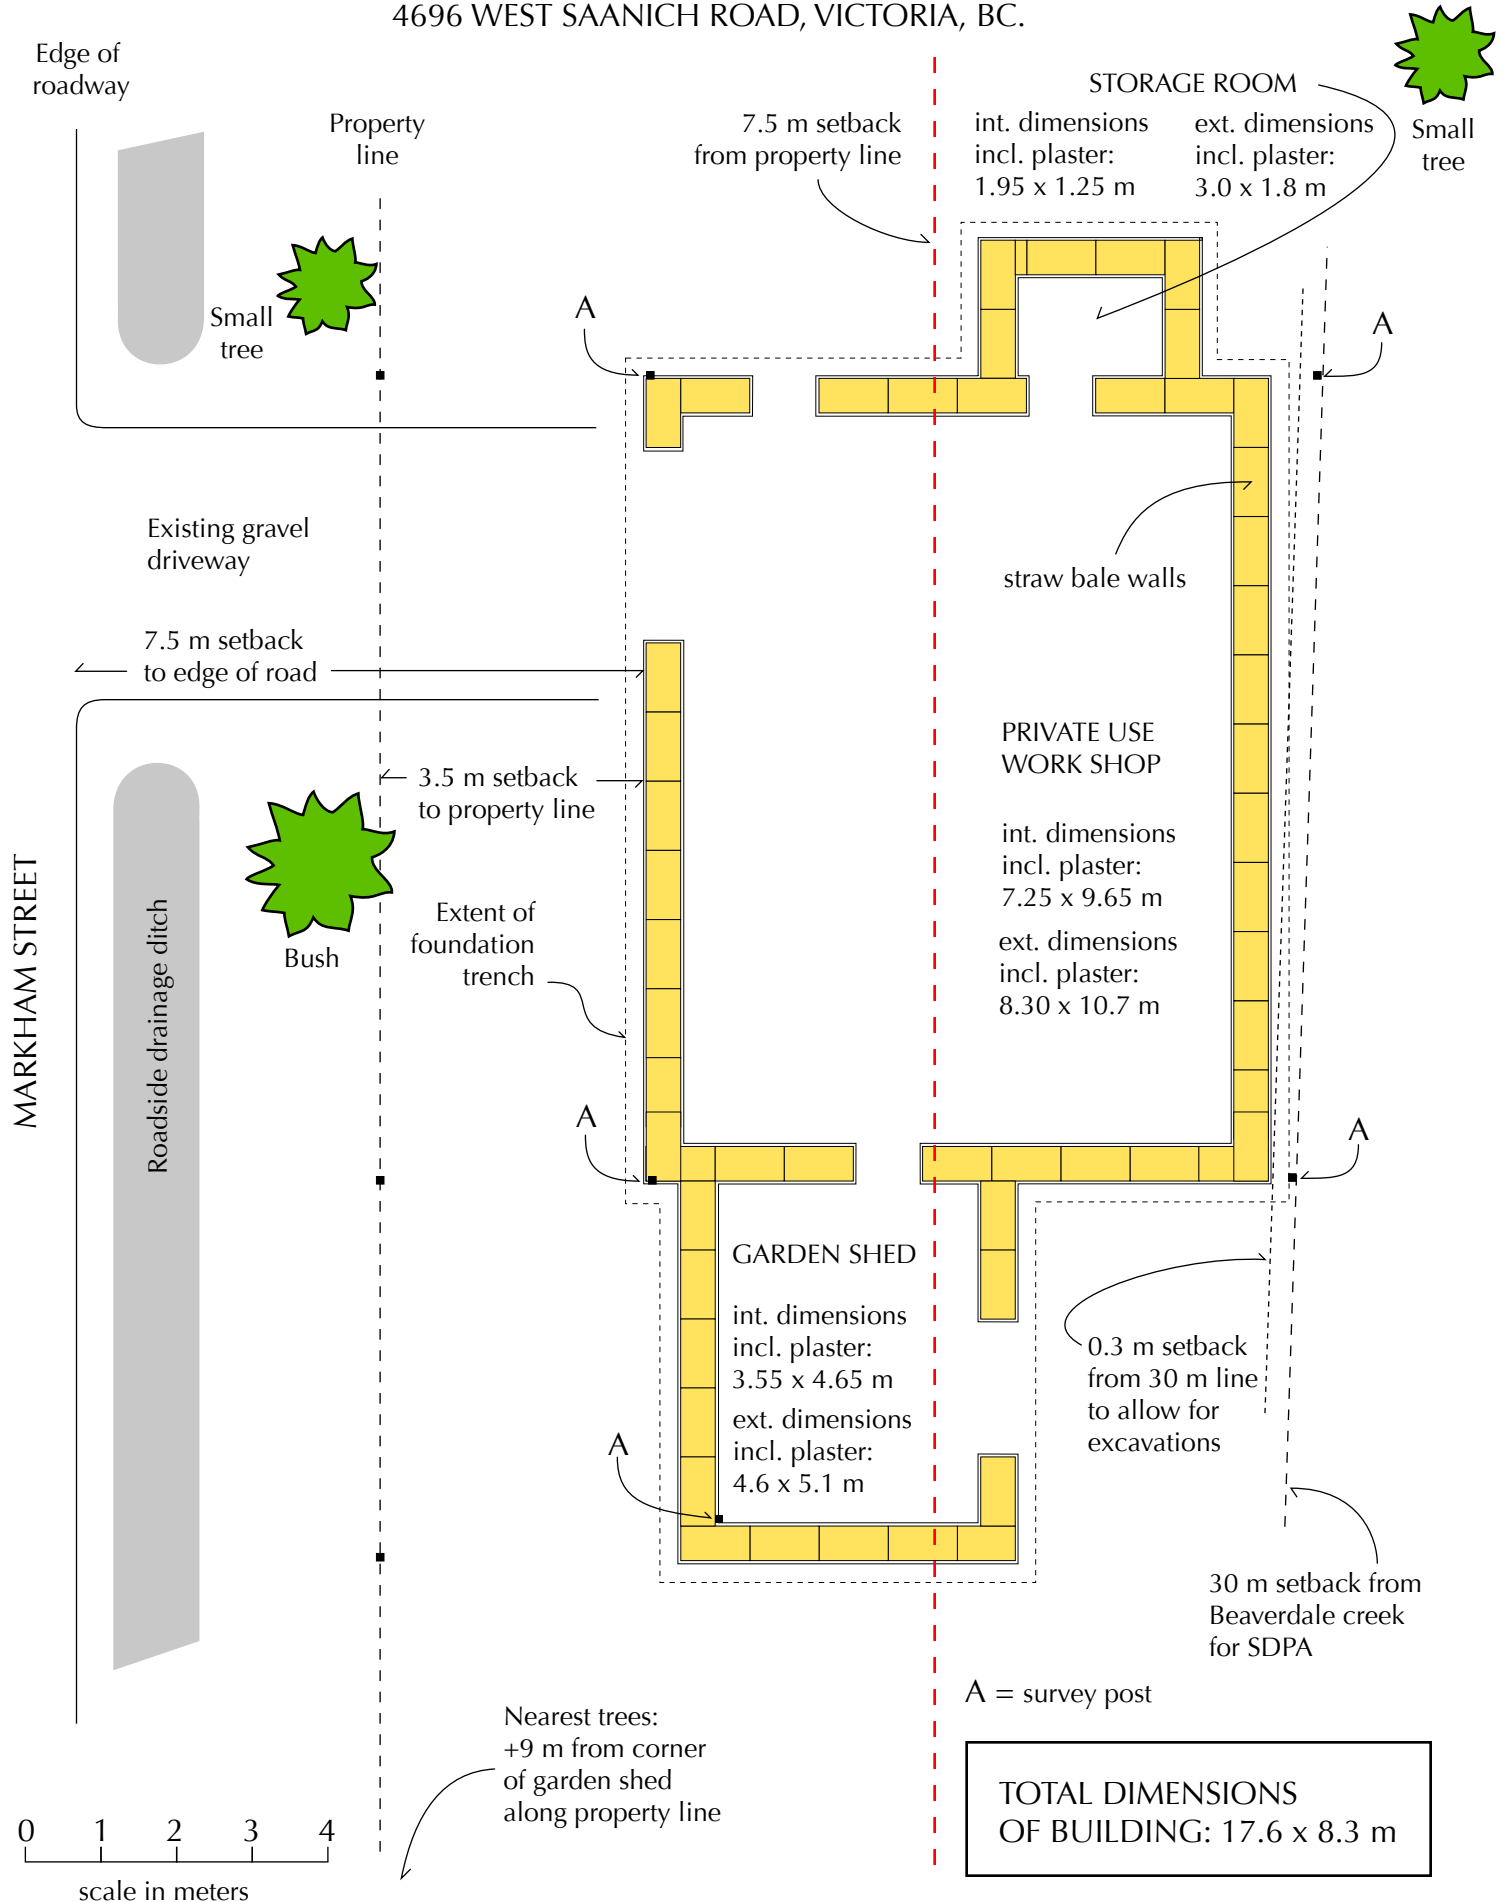 4696 WEST SAANICH ROAD, VICTORIA, BC.
Edge of
roadway
Property
line
7.5 m setback
from property line
STORAGE ROOM
int. dimensions
incl. plaster:
1.95 x 1.25 m
ext. dimensions
incl. plaster:
3.0 x 1.8 m
Small
tree
Small
tree
A
A
Existing gravel
driveway
straw bale walls
7.5 m setback
to edge of road
3.5 m setback
to property line
PRIVATE USE
WORK SHOP
int. dimensions
incl. plaster:
7.25 x 9.65 m
ext. dimensions
incl. plaster:
8.30 x 10.7 m
MARKHAM STREET
Roadside drainage ditch
Bush
Extent of
foundation
trench
A
A
GARDEN SHED
int. dimensions
incl. plaster:
3.55 x 4.65 m
ext. dimensions
incl. plaster:
4.6 x 5.1 m
A
0.3 m setback
from 30 m line
to allow for
excavations
30 m setback from
Beaverdale creek
for SDPA
A = survey post
Nearest trees:
+9 m from corner
of garden shed
along property line
TOTAL DIMENSIONS
OF BUILDING: 17.6 x 8.3 m
0 1 2 3 4
scale in meters